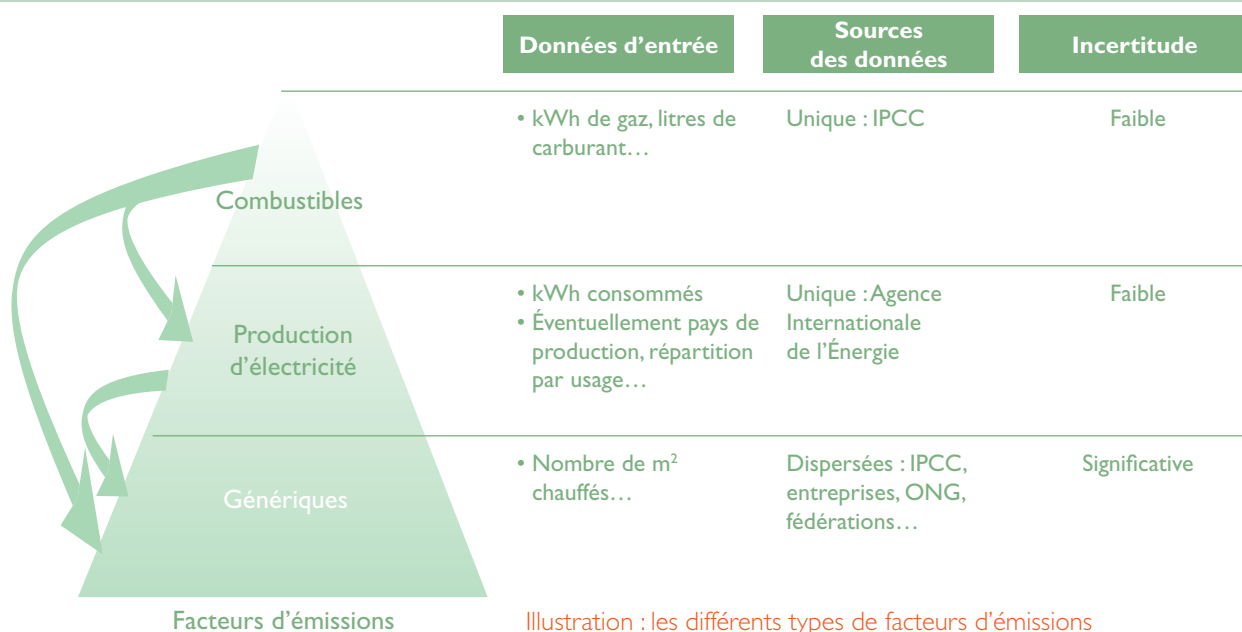 Données d’entrée
Sources
des données
Incertitude
Combustibles
• kWh de gaz, litres de
carburant…
Unique : IPCC
Faible
Production
d’électricité
• kWh consommés
• Éventuellement pays de
production, répartition
par usage…
Unique : Agence
Internationale
de l’Énergie
Faible
Génériques
• Nombre de m²
chauffés…
Dispersées : IPCC,
entreprises, ONG,
fédérations…
Significative
Facteurs d’émissions
Illustration : les différents types de facteurs d’émissions